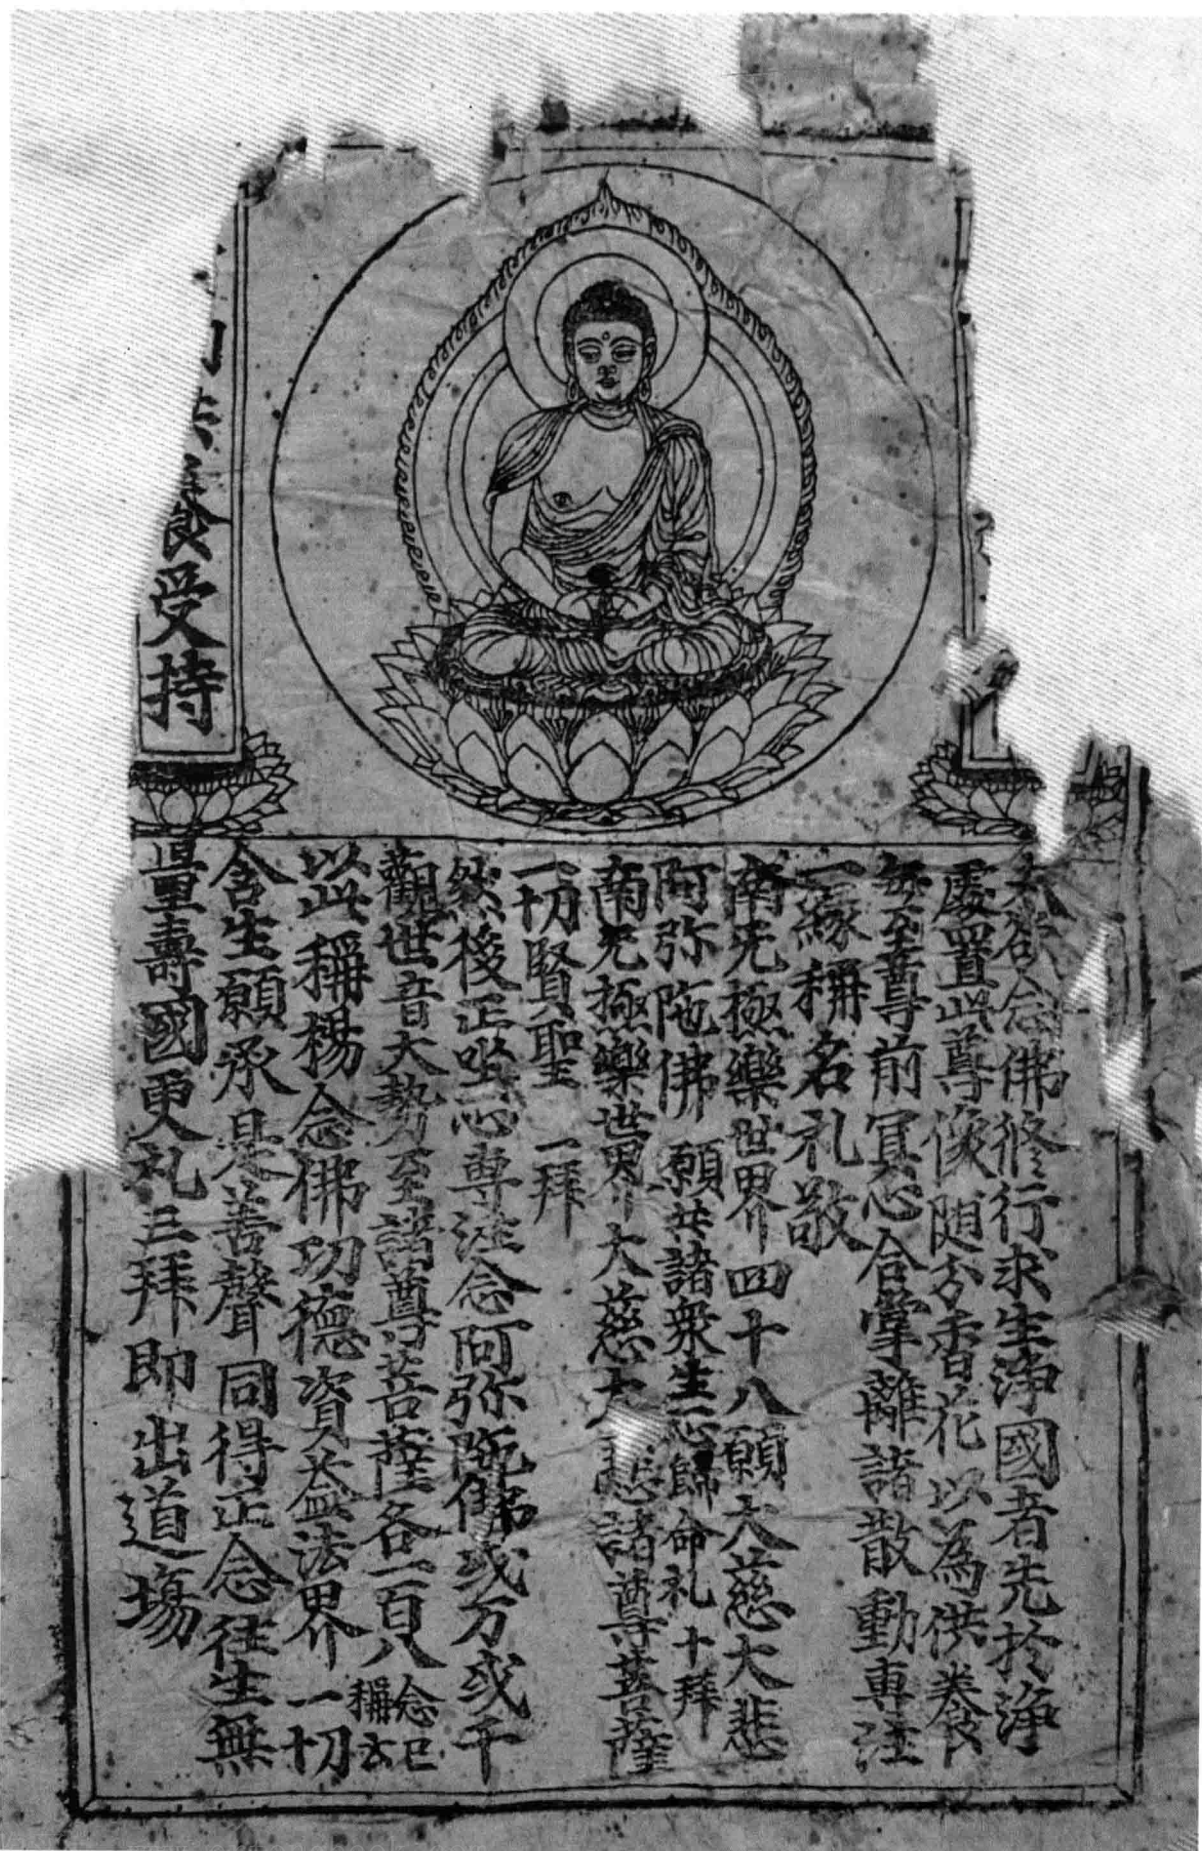 夫欲念佛修行求生淨國者先於淨
處置此尊像随分香花以為供養
每至尊前冥心合掌離諸散動專注
一緣稱名礼敬
南无極樂世界四十八願大慈大悲
阿弥陁佛 願共諸衆生一心歸命礼十拜
南无極樂世界大慈大悲諸尊菩薩
一切賢聖 一拜
然後正坐一心專注念阿弥陁佛或万或千
觀世音大勢至諸尊菩薩各一百八念已稱云
以此稱楊念佛功德資益法界一切
含生願承是善聲同得正念往生無
量壽國更礼三拜即出道塲
養受持